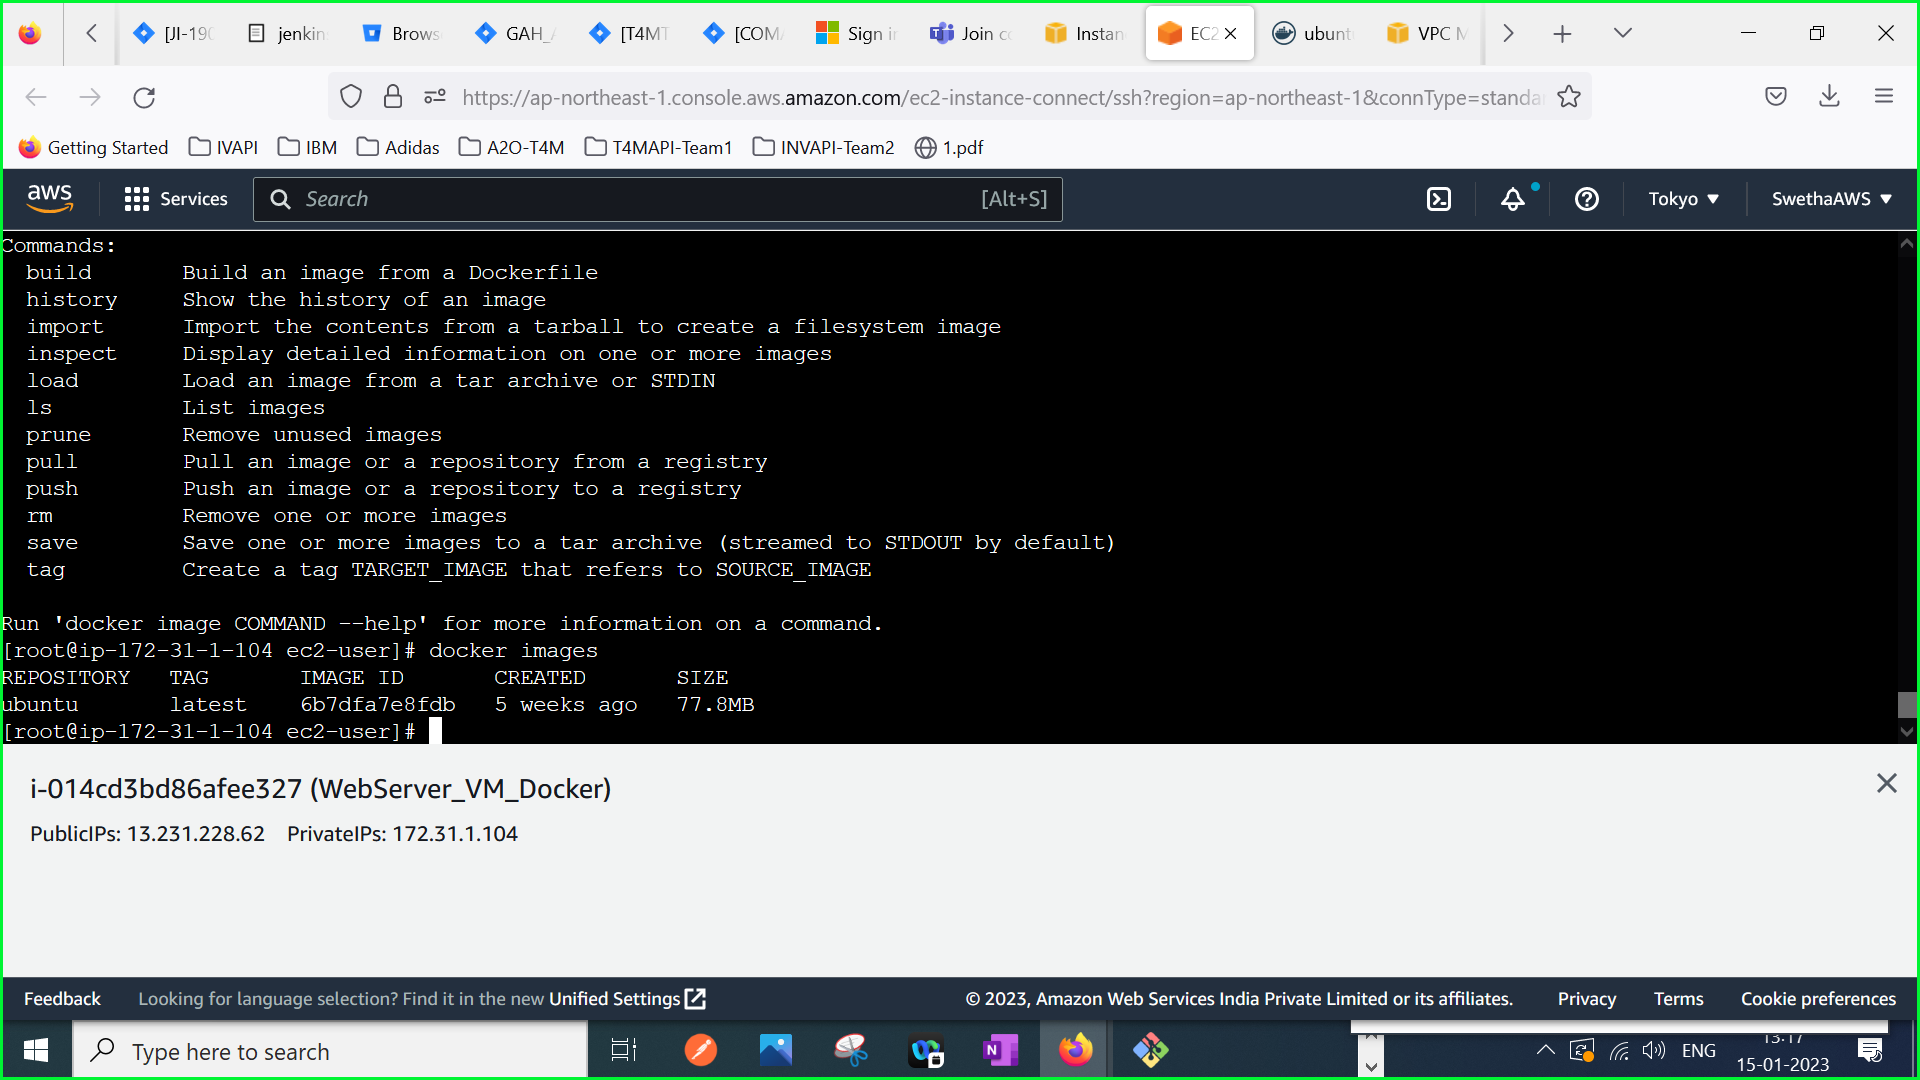 [JI-190
jenkin
Brows
GAH_A
[T4MT
[COMA
Sign in
Join co
Instan
EC2
ubunt
VPC M
https://ap-northeast-1.console.aws.amazon.com/ec2-instance-connect/ssh?region=ap-northeast-1&connType=standa
Getting Started
IVAPI
IBM
Adidas
A2O-T4M
T4MAPI-Team1
INVAPI-Team2
1.pdf
aws
Services
Search
[Alt+S]
Tokyo
SwethaAWS
Commands:
build Build an image from a Dockerfile
history Show the history of an image
import Import the contents from a tarball to create a filesystem image
inspect Display detailed information on one or more images
load Load an image from a tar archive or STDIN
ls List images
prune Remove unused images
pull Pull an image or a repository from a registry
push Push an image or a repository to a registry
rm Remove one or more images
save Save one or more images to a tar archive (streamed to STDOUT by default)
tag Create a tag TARGET_IMAGE that refers to SOURCE_IMAGE
Run 'docker image COMMAND --help' for more information on a command.
[root@ip-172-31-1-104 ec2-user]# docker images
REPOSITORY TAG IMAGE ID CREATED SIZE
ubuntu latest 6b7dfa7e8fdb 5 weeks ago 77.8MB
[root@ip-172-31-1-104 ec2-user]#
i-014cd3bd86afee327 (WebServer_VM_Docker)
PublicIPs: 13.231.228.62 PrivateIPs: 172.31.1.104
Feedback
Looking for language selection? Find it in the new Unified Settings
© 2023, Amazon Web Services India Private Limited or its affiliates.
Privacy
Terms
Cookie preferences
Type here to search
ENG
13:17
15-01-2023